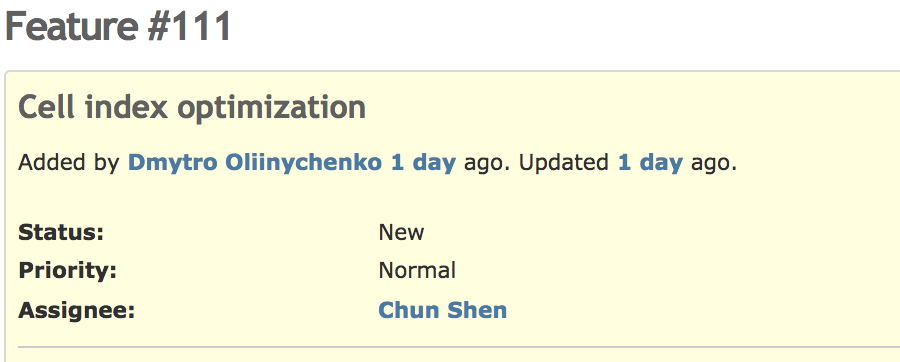 Feature #111
Cell index optimization
Added by Dmytro Oliinychenko 1 day ago. Updated 1 day ago.
Status: New
Priority: Normal
Assignee: Chun Shen